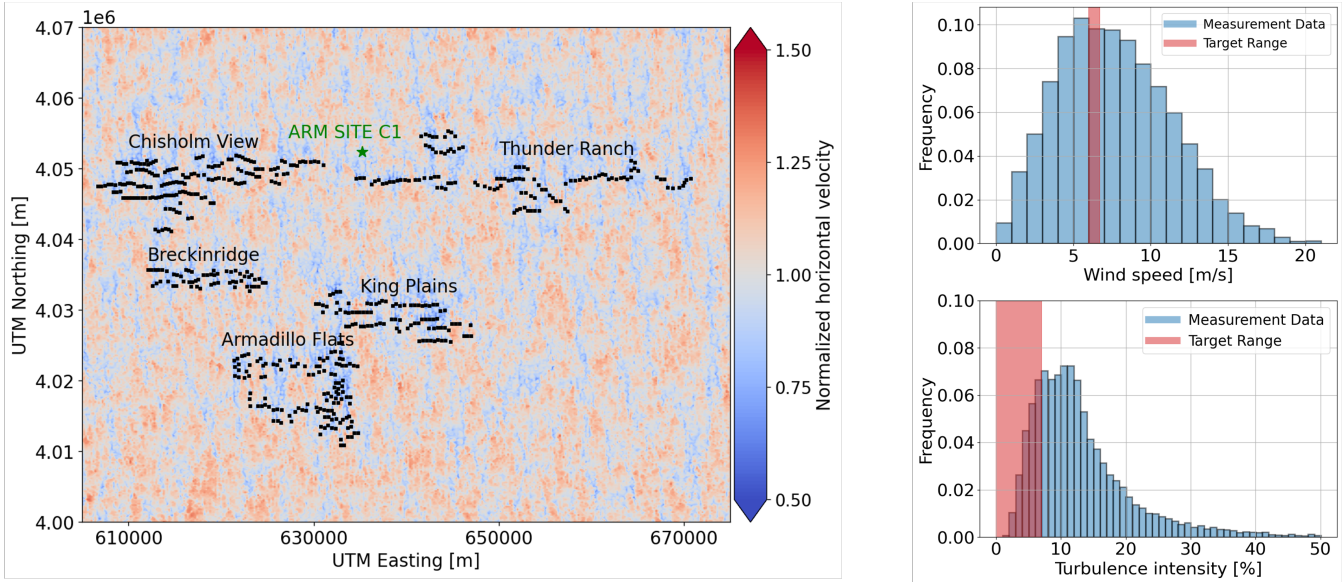 1e6
4.07
4.06
4.05
4.04
4.03
4.02
4.01
4.00
UTM Northing [m]
610000
630000
650000
670000
UTM Easting [m]
Chisholm View
ARM SITE C1
Thunder Ranch
Breckinridge
King Plains
Armadillo Flats
1.50
1.25
1.00
0.75
0.50
Normalized horizontal velocity
0.10
0.08
0.06
0.04
0.02
0.00
Frequency
Measurement Data
Target Range
0
5
10
15
20
Wind speed [m/s]
0.10
0.08
0.06
0.04
0.02
0.00
Frequency
Measurement Data
Target Range
0
10
20
30
40
50
Turbulence intensity [%]